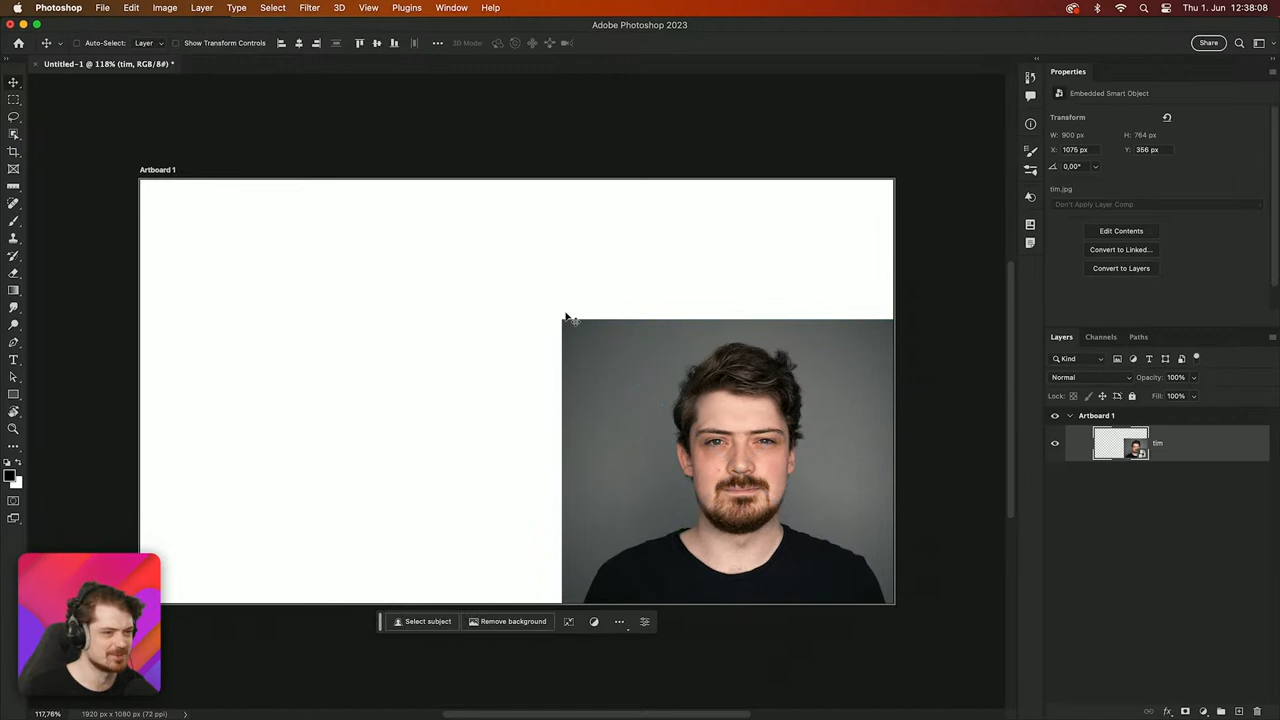 Photoshop File Edit Image Layer Type Select Filter 3D View Plugins Window Help Thu 1. Jun 12:38:08
Adobe Photoshop 2023
Auto-Select: Layer Show Transform Controls 3D Mode: Share
Untitled-1 @ 118% (tim, RGB/8#) *
Properties
Embedded Smart Object
Transform
W: 900 px H: 764 px
X: 1075 px Y: 356 px
0,00°
tim.jpg
Don't Apply Layer Comp
Edit Contents
Convert to Linked...
Convert to Layers
Artboard 1
Layers Channels Paths
Kind
Normal Opacity: 100%
Lock: Fill: 100%
Artboard 1
tim
Select subject Remove background
117,76% 1920 px x 1080 px (72 ppi)